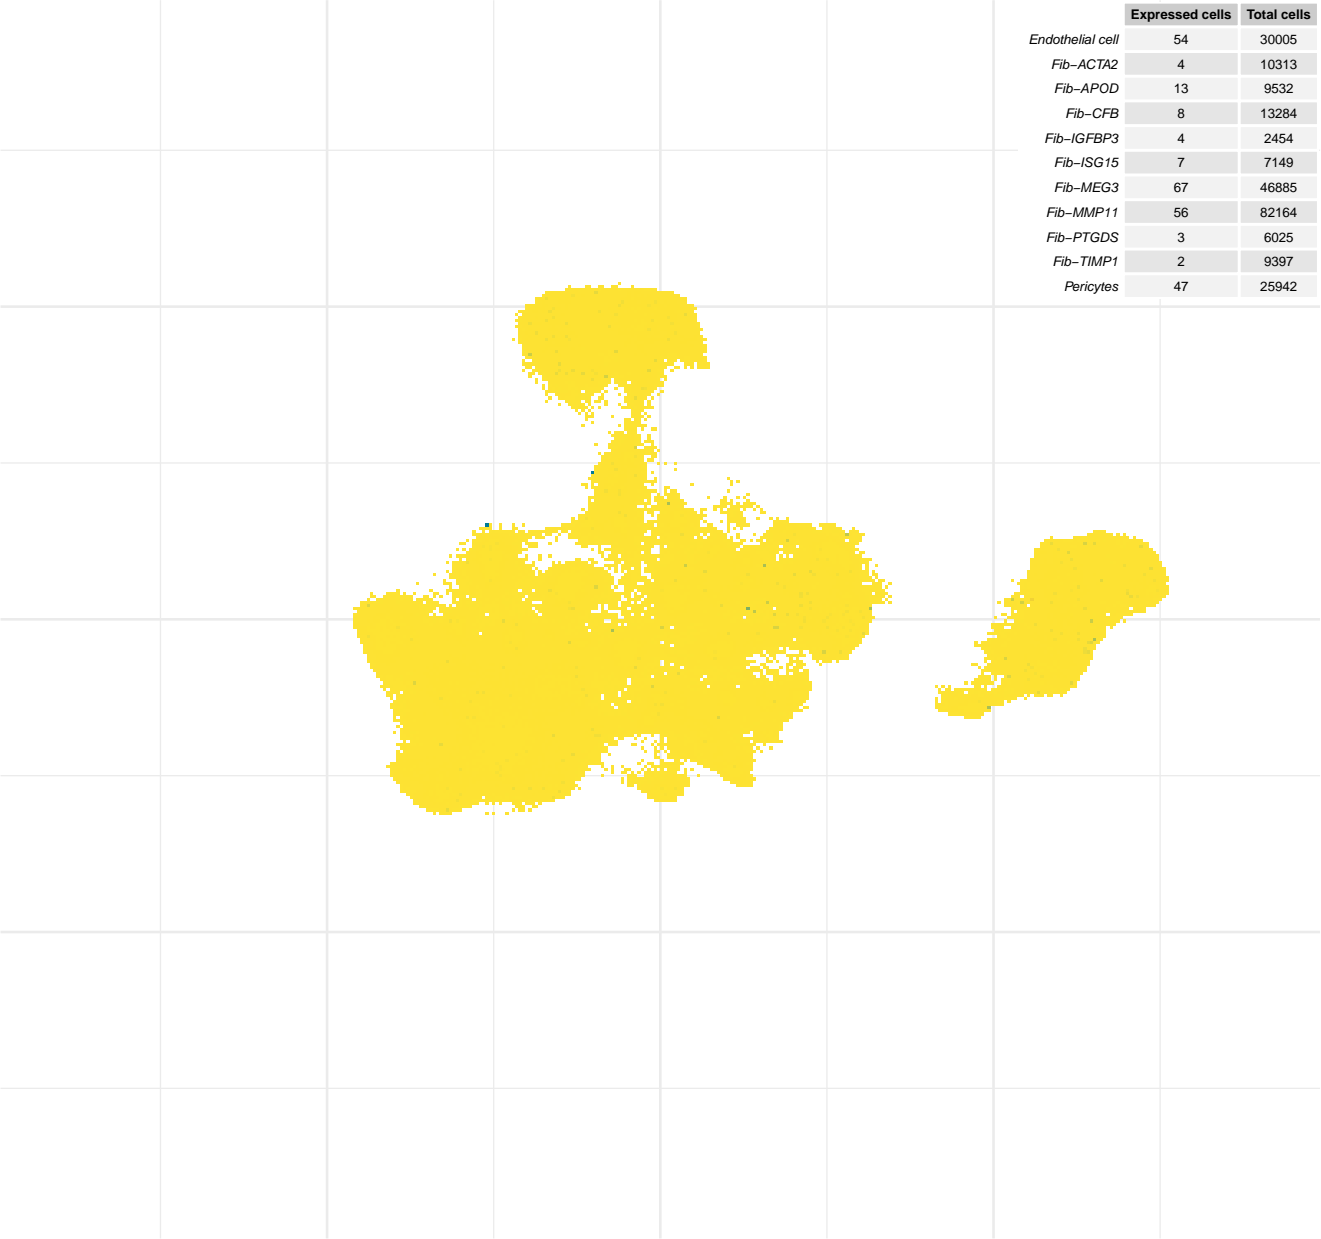 Expressed cells Total cells
Endothelial cell 54 30005
Fib−ACTA2 4 10313
Fib−APOD 13 9532
Fib−CFB 8 13284
Fib−IGFBP3 4 2454
Fib−ISG15 7 7149
Fib−MEG3 67 46885
Fib−MMP11 56 82164
Fib−PTGDS 3 6025
Fib−TIMP1 2 9397
Pericytes 47 25942